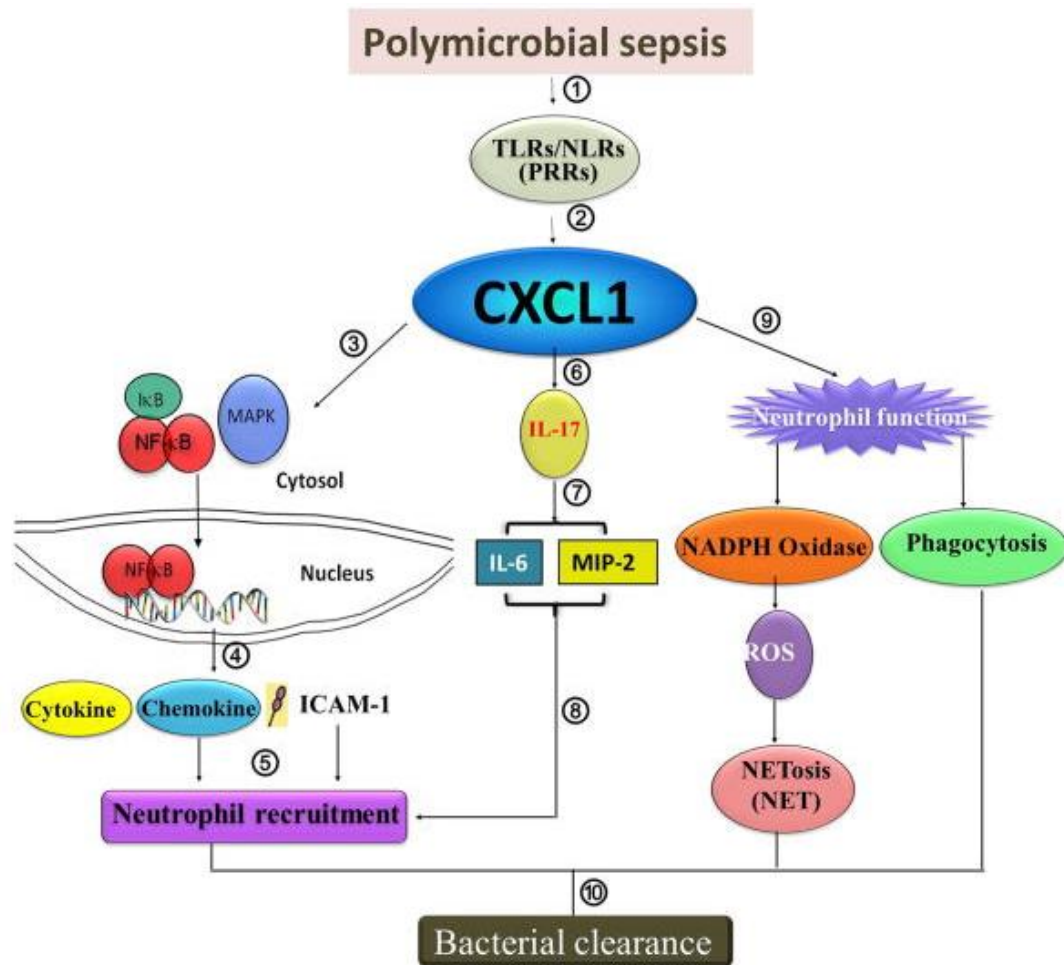 Polymicrobial sepsis
①
TLRs/NLRs
(PRRs)
②
CXCL1
③
⑥
⑨
IκB
NFκB
MAPK
Cytosol
IL-17
Neutrophil function
⑦
NFκB
Nucleus
IL-6
MIP-2
NADPH Oxidase
Phagocytosis
④
ROS
Cytokine
Chemokine
ICAM-1
⑧
⑤
NETosis
(NET)
Neutrophil recruitment
⑩
Bacterial clearance